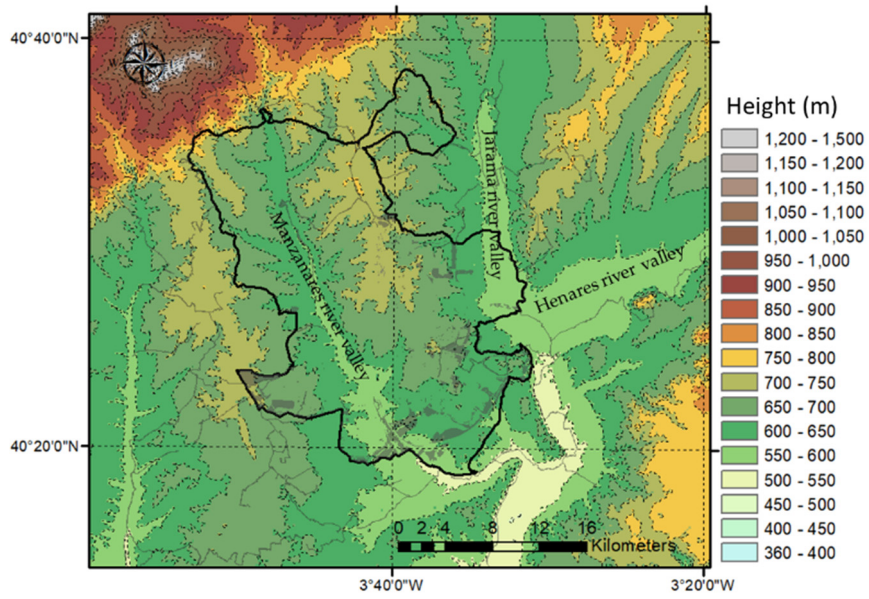 40°40'0"N
Height (m)
1,200 - 1,500
1,150 - 1,200
1,100 - 1,150
1,050 - 1,100
1,000 - 1,050
950 - 1,000
900 - 950
850 - 900
800 - 850
750 - 800
700 - 750
650 - 700
600 - 650
550 - 600
500 - 550
450 - 500
400 - 450
360 - 400
Jarama river valley
Manzanares river valley
Henares river valley
40°20'0"N
0 2 4 8 12 16
Kilometers
3°40'0"W
3°20'0"W